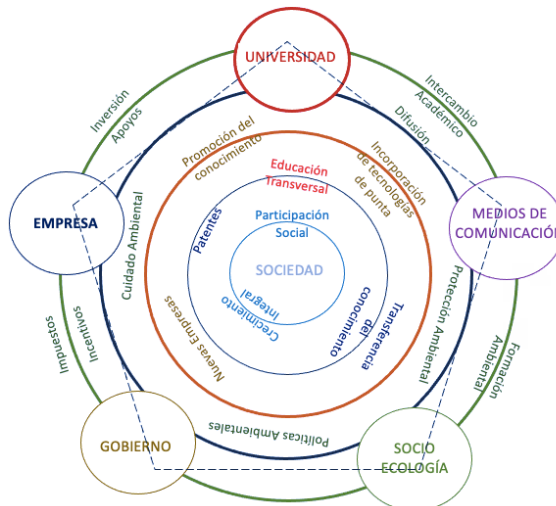 UNIVERSIDAD
Inversión
Apoyos
Intercambio
Académico
Difusión
Promoción del
conocimiento
Incorporación
de tecnologías
de punta
Educación
Transversal
EMPRESA
Patentes
Participación
Social
MEDIOS DE
COMUNICACIÓN
Cuidado Ambiental
SOCIEDAD
Crecimiento
Integral
Transferencia
del
conocimiento
Protección Ambiental
Formación
Ambiental
Impuestos
Incentivos
Nuevas Empresas
Políticas Ambientales
GOBIERNO
SOCIO
ECOLOGÍA